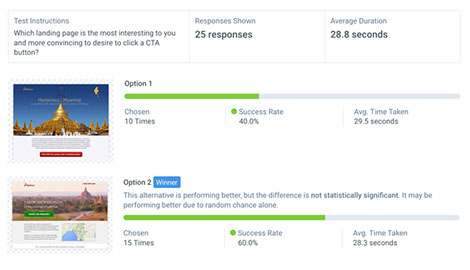 Test Instructions
Which landing page is the most interesting to you
and more convincing to desire to click a CTA
button?
Responses Shown
25 responses
Average Duration
28.8 seconds
Option 1
Chosen
10 Times
Success Rate
40.0%
Avg. Time Taken
29.5 seconds
Option 2 Winner
This alternative is performing better, but the difference is not statistically significant. It may be
performing better due to random chance alone.
Chosen
15 Times
Success Rate
60.0%
Avg. Time Taken
28.3 seconds